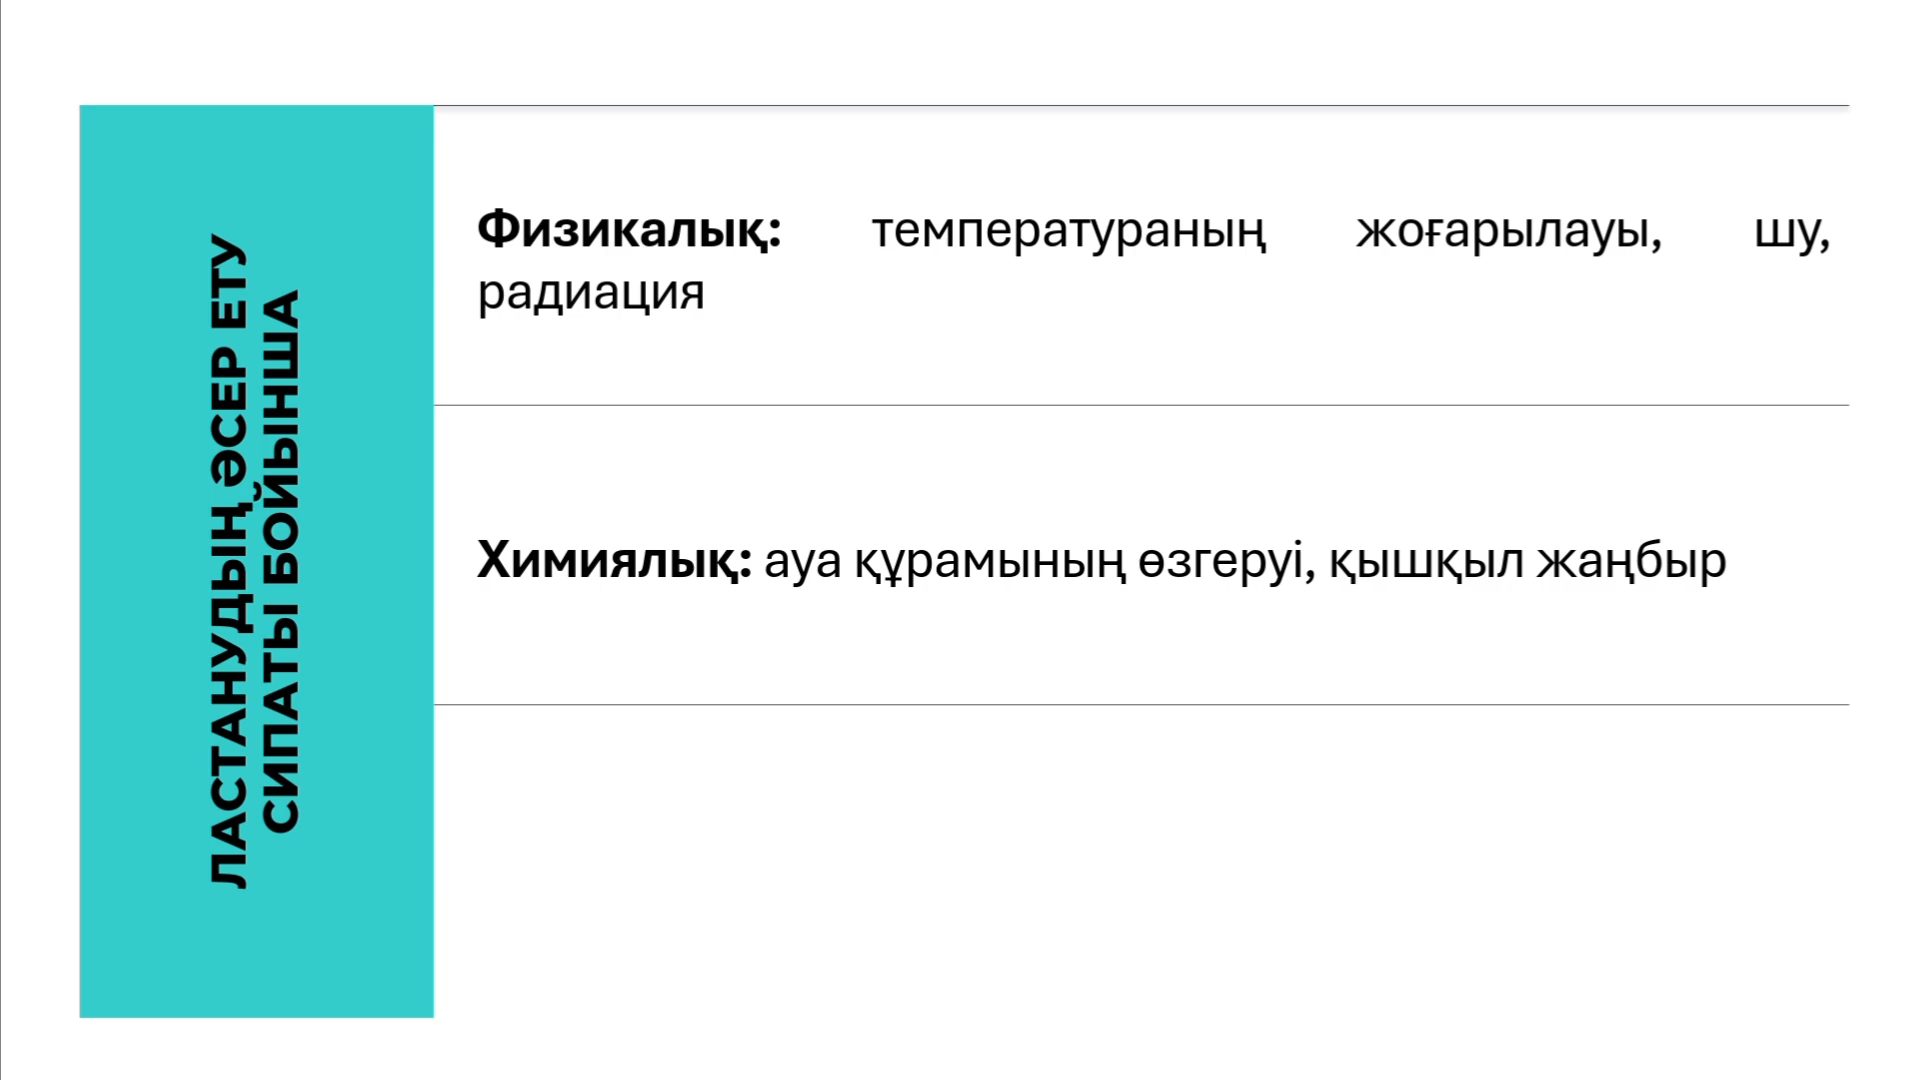 ЛАСТАНУДЫҢ ӘСЕР ЕТУ
СИПАТЫ БОЙЫНША
Физикалық: температураның жоғарылауы, шу,
радиация
Химиялық: ауа құрамының өзгеруі, қышқыл жаңбыр